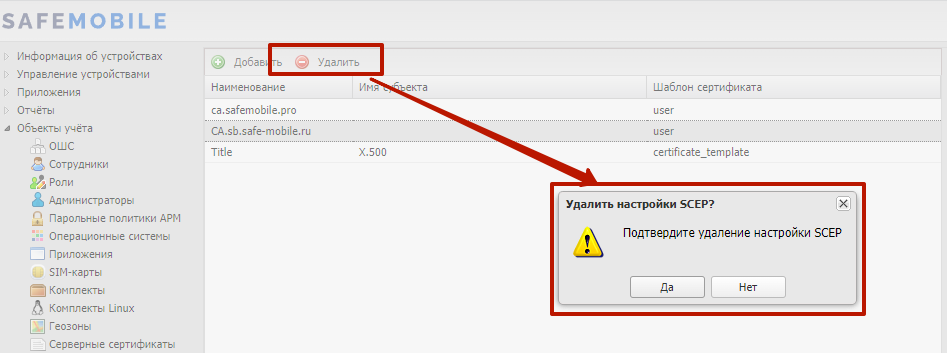 SAFEMOBILE
Информация об устройствах
Управление устройствами
Приложения
Отчёты
Объекты учёта
ОШС
Сотрудники
Роли
Администраторы
Парольные политики АРМ
Операционные системы
Приложения
SIM-карты
Комплекты
Комплекты Linux
Геозоны
Серверные сертификаты
Добавить Удалить
Наименование Имя субъекта Шаблон сертификата
ca.safemobile.pro user
CA.sb.safe-mobile.ru user
Title X.500 certificate_template
Удалить настройки SCEP?
Подтвердите удаление настройки SCEP
Да Нет